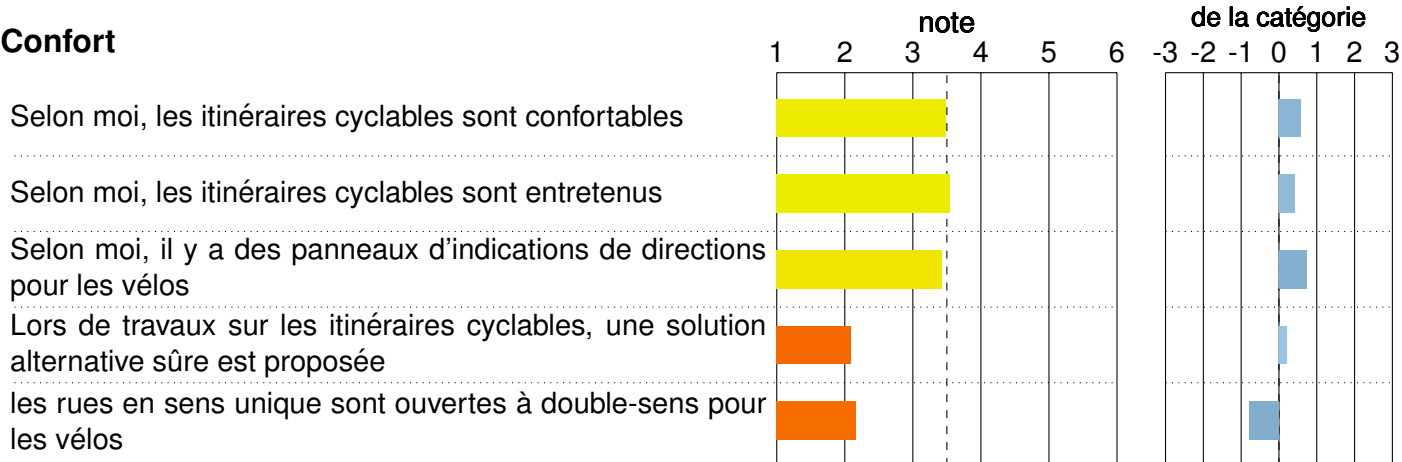 note
de la catégorie
Confort
1 2 3 4 5 6
-3 -2 -1 0 1 2 3
Selon moi, les itinéraires cyclables sont confortables
Selon moi, les itinéraires cyclables sont entretenus
Selon moi, il y a des panneaux d'indications de directions
pour les vélos
Lors de travaux sur les itinéraires cyclables, une solution
alternative sûre est proposée
les rues en sens unique sont ouvertes à double-sens pour
les vélos